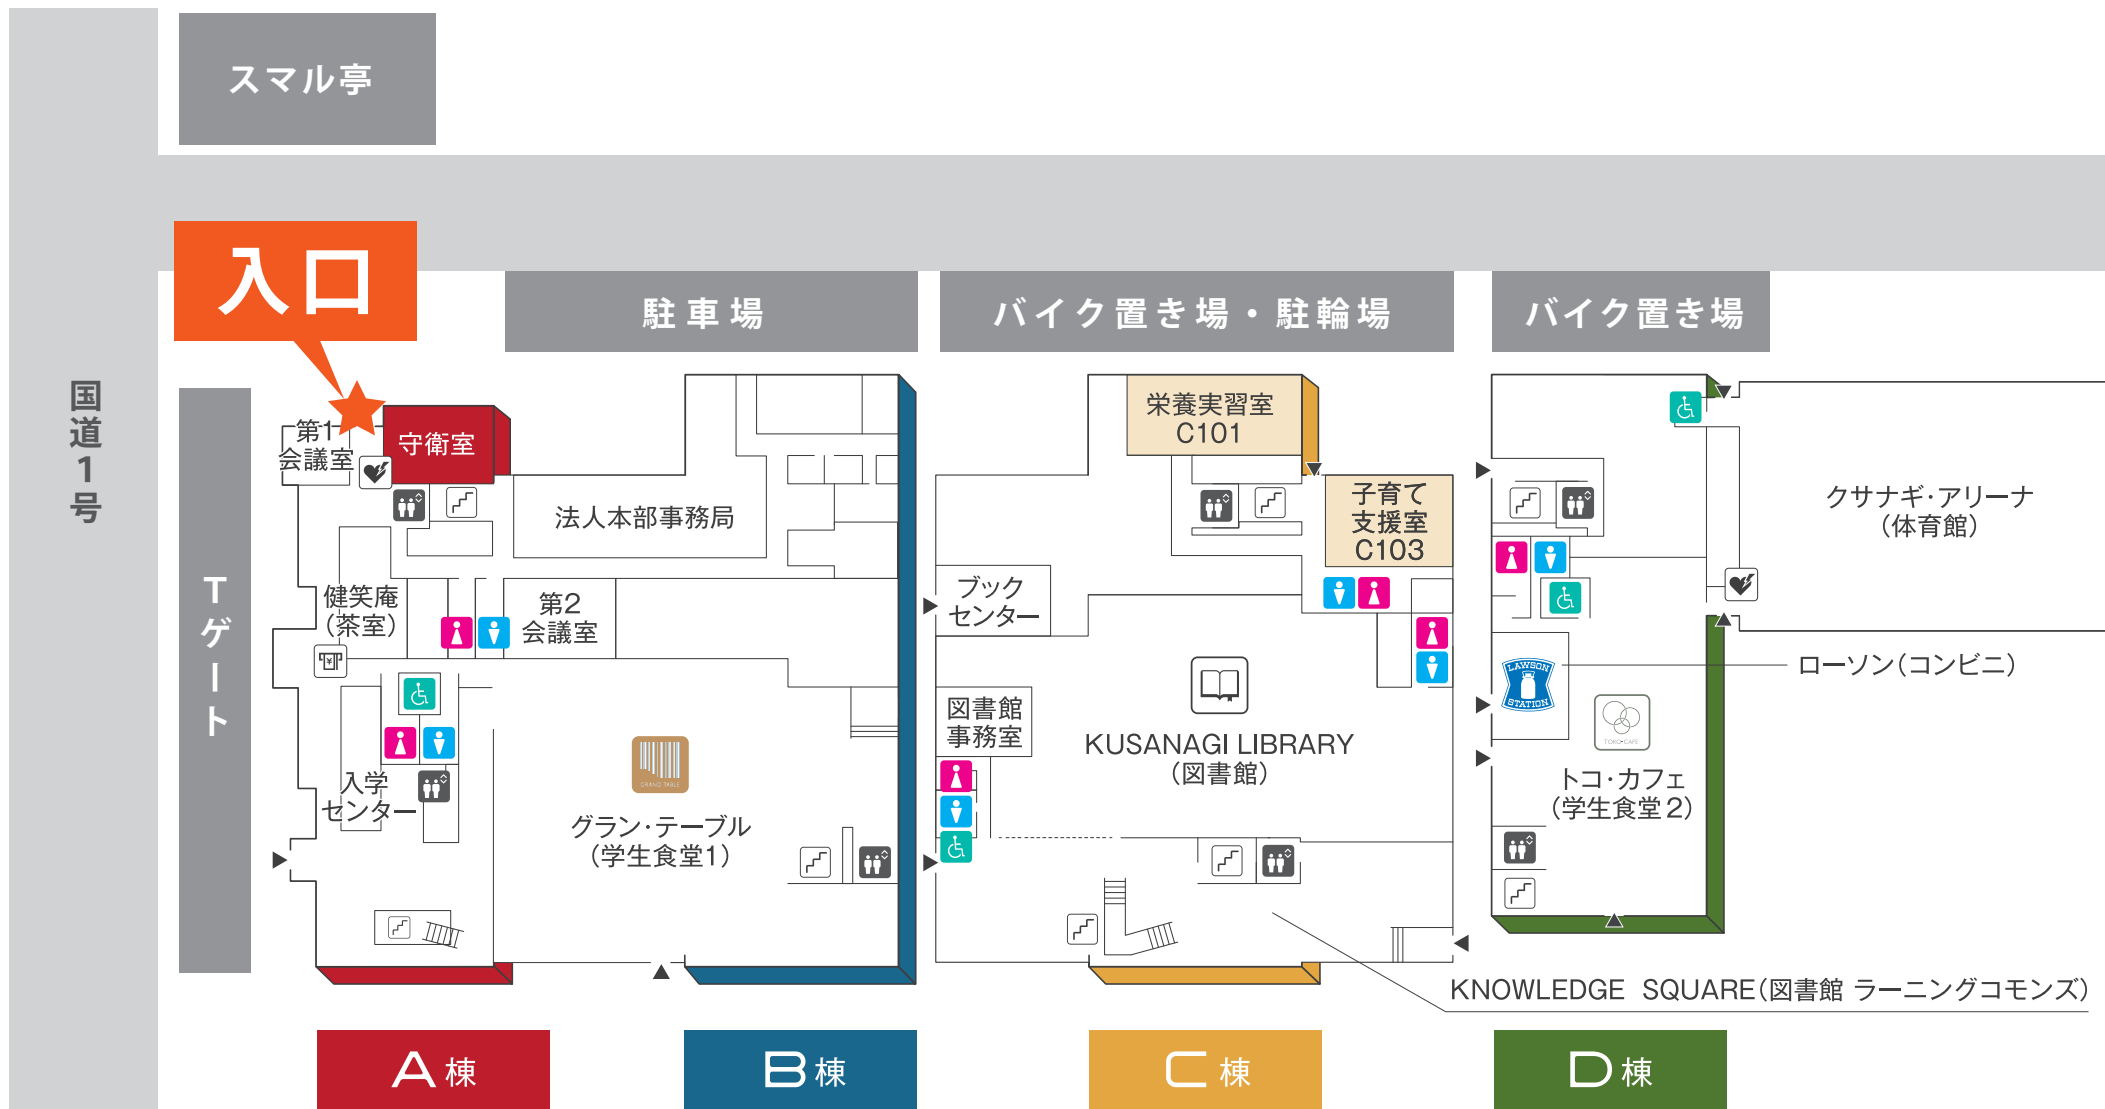 スマル亭
入口
駐車場
バイク置き場・駐輪場
バイク置き場
国道1号
Tゲート
第1
会議室
守衛室
法人本部事務局
健笑庵
(茶室)
第2
会議室
入学
センター
GRAND TABLE
グラン・テーブル
(学生食堂1)
栄養実習室
C101
子育て
支援室
C103
ブック
センター
図書館
事務室
KUSANAGI LIBRARY
(図書館)
クサナギ・アリーナ
(体育館)
LAWSON
STATION
ローソン(コンビニ)
TOKO-CAFE
トコ・カフェ
(学生食堂2)
KNOWLEDGE SQUARE(図書館 ラーニングコモンズ)
A棟
B棟
C棟
D棟